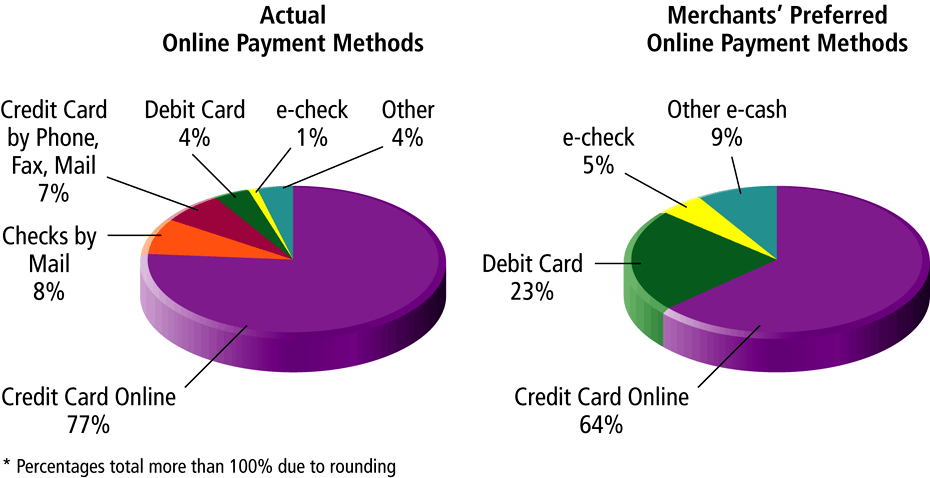 Actual
Online Payment Methods
Credit Card
by Phone,
Fax, Mail
7%
Debit Card
4%
e-check
1%
Other
4%
Checks by
Mail
8%
Credit Card Online
77%
Merchants’ Preferred
Online Payment Methods
e-check
5%
Other e-cash
9%
Debit Card
23%
Credit Card Online
64%
* Percentages total more than 100% due to rounding